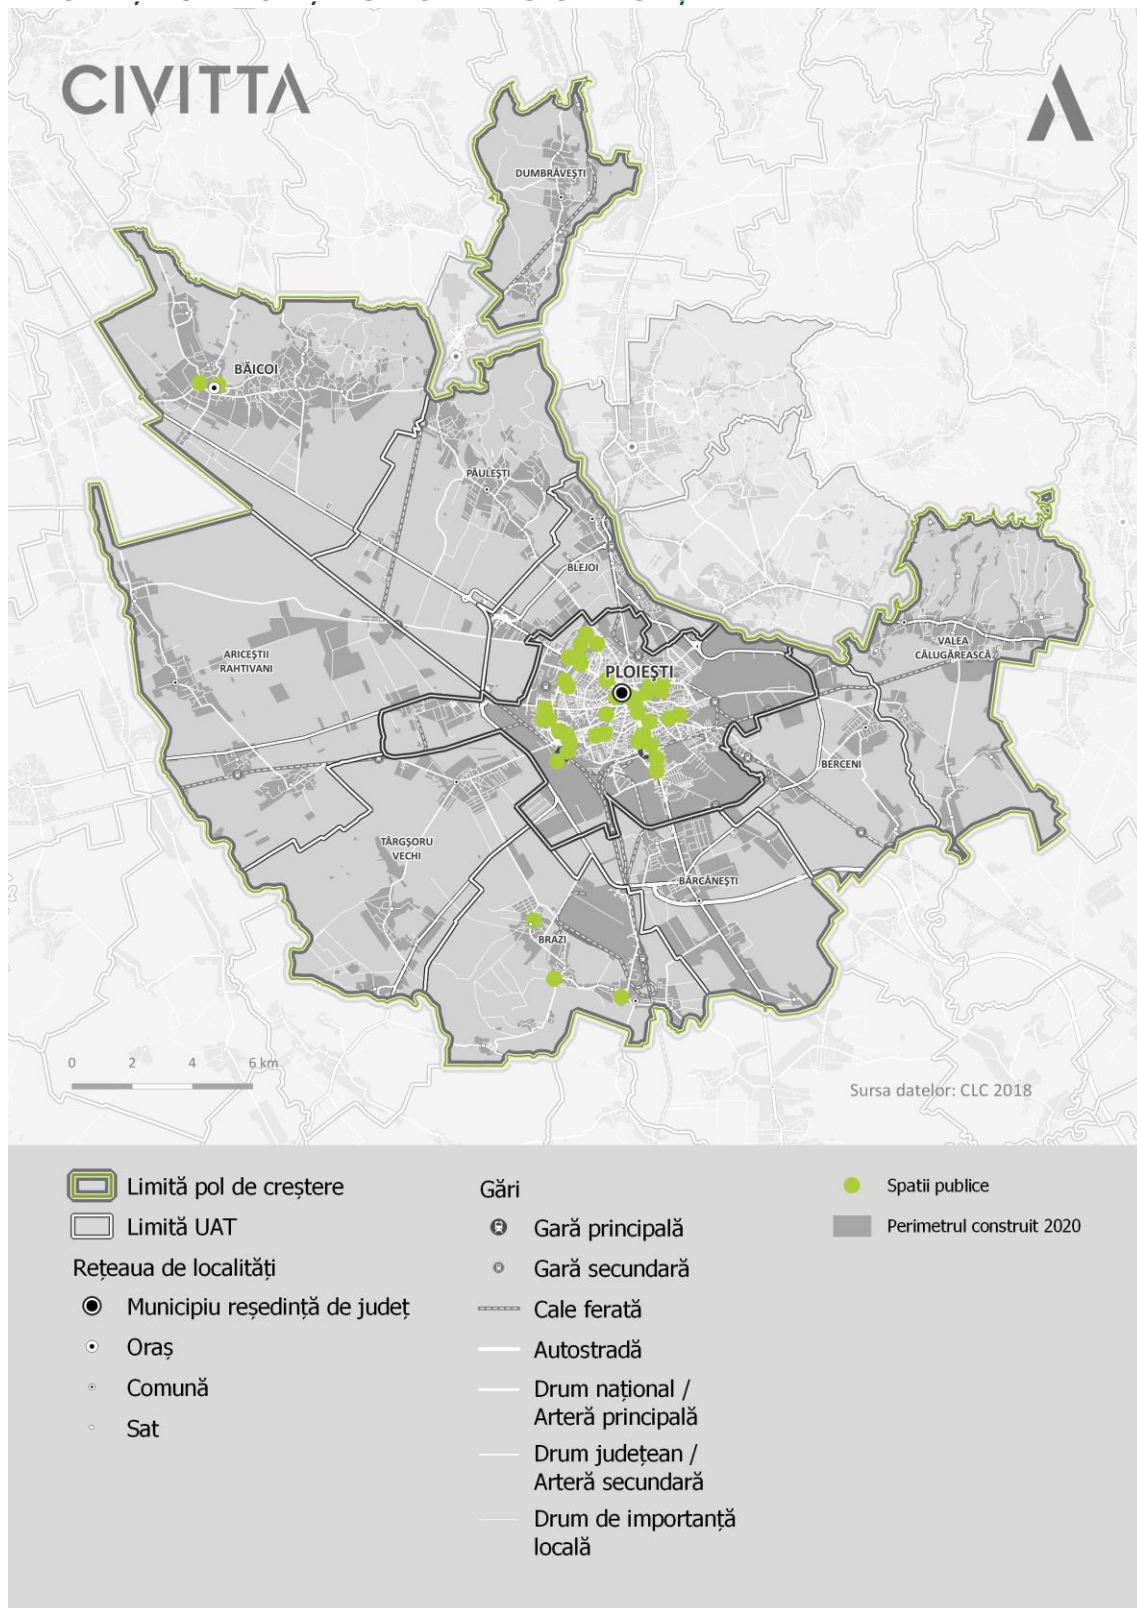 CIVITTA
DUMBRĂVEȘTI
BĂICOI
PĂULEȘTI
BLEJOI
ARICEȘTII
RAHTIVANI
PLOIEȘTI
VALEA
CĂLUGĂREASCĂ
BERCENI
TÂRGȘORU
VECHI
BĂRCĂNEȘTI
BRAZI
0 2 4 6 km
Sursa datelor: CLC 2018
Limită pol de creștere
Limită UAT
Rețeaua de localități
Municipiu reședință de județ
Oraș
Comună
Sat
Gări
Gară principală
Gară secundară
Cale ferată
Autostradă
Drum național /
Arteră principală
Drum județean /
Arteră secundară
Drum de importanță
locală
Spatii publice
Perimetrul construit 2020